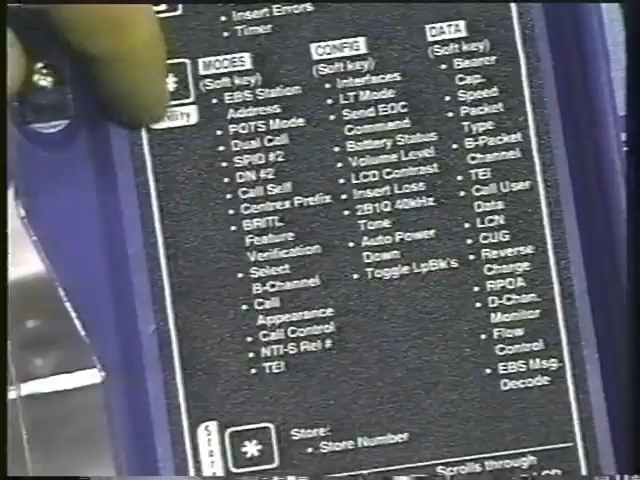 • Insert Errors
• Timer
*
MODES
(Soft key)
• EBS Station
Address
• POTS Mode
• Dual Call
• SPID #2
• DN #2
• Call Self
• Centrex Prefix
• BRITE
Feature
Verification
• Select
B-Channel
• Call
Appearance
• Call Control
• NTI-S Rel #
• TEI
CONFIG
(Soft key)
• Interfaces
• LT Mode
• Send EOC
Command
• Battery Status
• Volume Level
• LCD Contrast
• Insert Loss
• 2B1Q 40kHz
Tone
• Auto Power
Down
• Toggle LpBk's
DATA
(Soft key)
• Bearer
Cap.
• Speed
• Packet
Type
• B-Packet
Channel
• TEI
• Call User
Data
• LCN
• CUG
• Reverse
Charge
• RPOA
• D-Chan.
Monitor
• Flow
Control
• EBS Msg.
Decode
*
Store:
• Store Number
Scrolls through